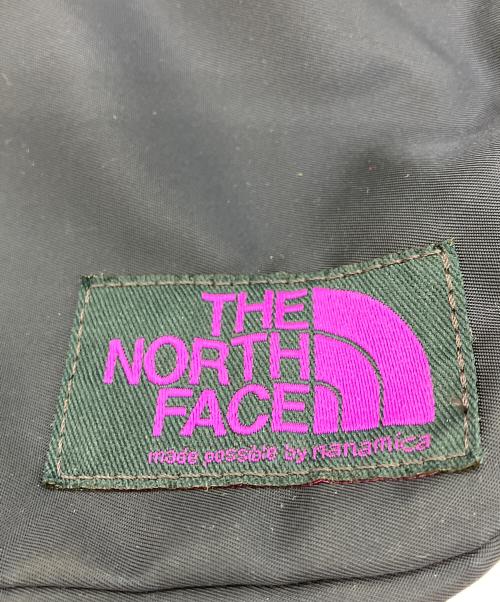 THE
NORTH
FACE
made possible by nanamica